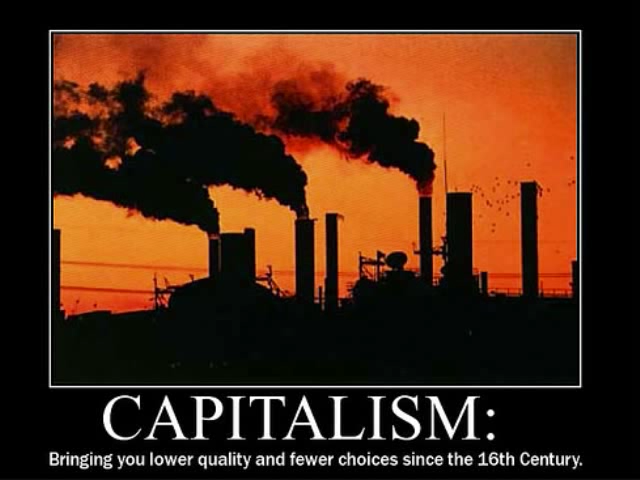 CAPITALISM:
Bringing you lower quality and fewer choices since the 16th Century.